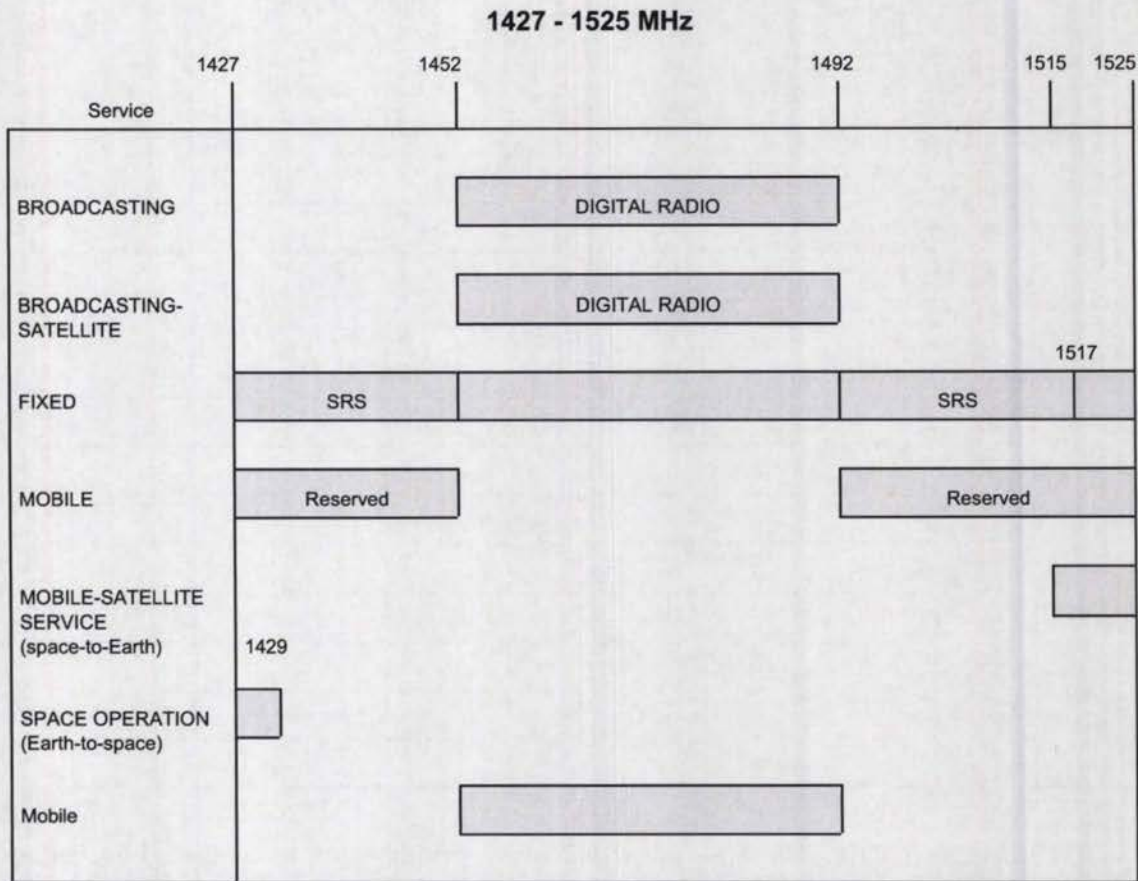 1427 - 1525 MHz
1427 1452 1492 1515 1525
Service
BROADCASTING DIGITAL RADIO
BROADCASTING-
SATELLITE
DIGITAL RADIO
1517
FIXED SRS SRS
MOBILE Reserved Reserved
MOBILE-SATELLITE
SERVICE
(space-to-Earth) 1429
SPACE OPERATION
(Earth-to-space)
Mobile